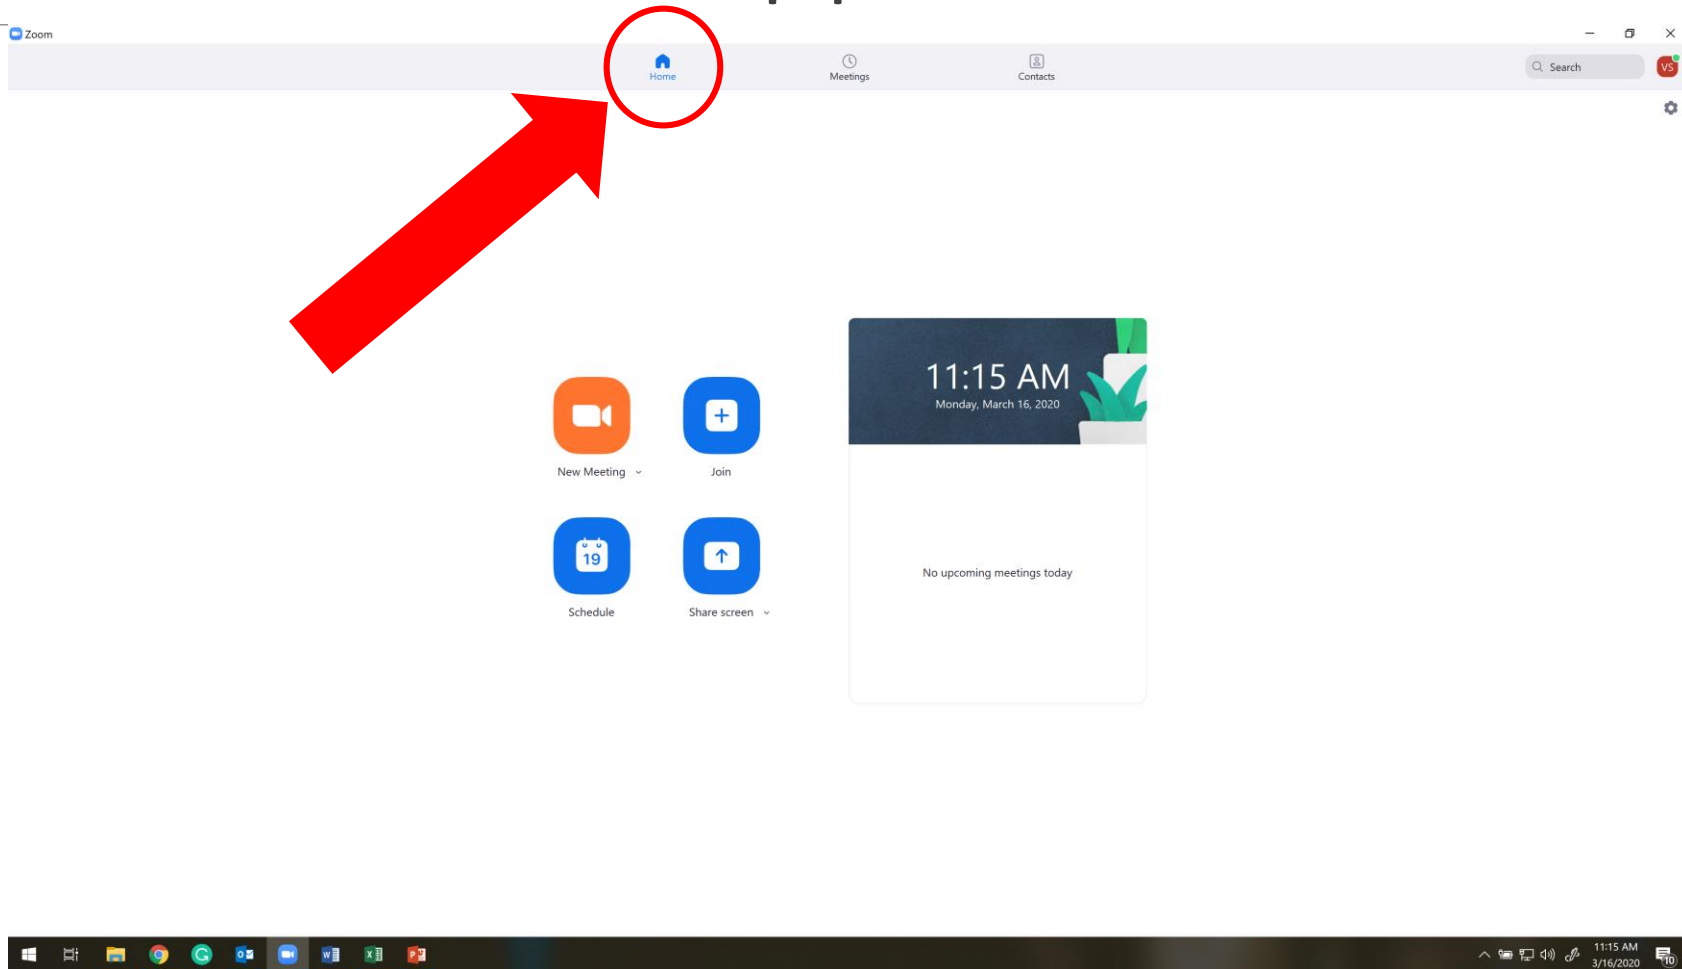 Zoom
Home
Meetings
Contacts
Search
VS
11:15 AM
Monday, March 16, 2020
New Meeting
Join
19
Schedule
Share screen
No upcoming meetings today
11:15 AM
3/16/2020
10